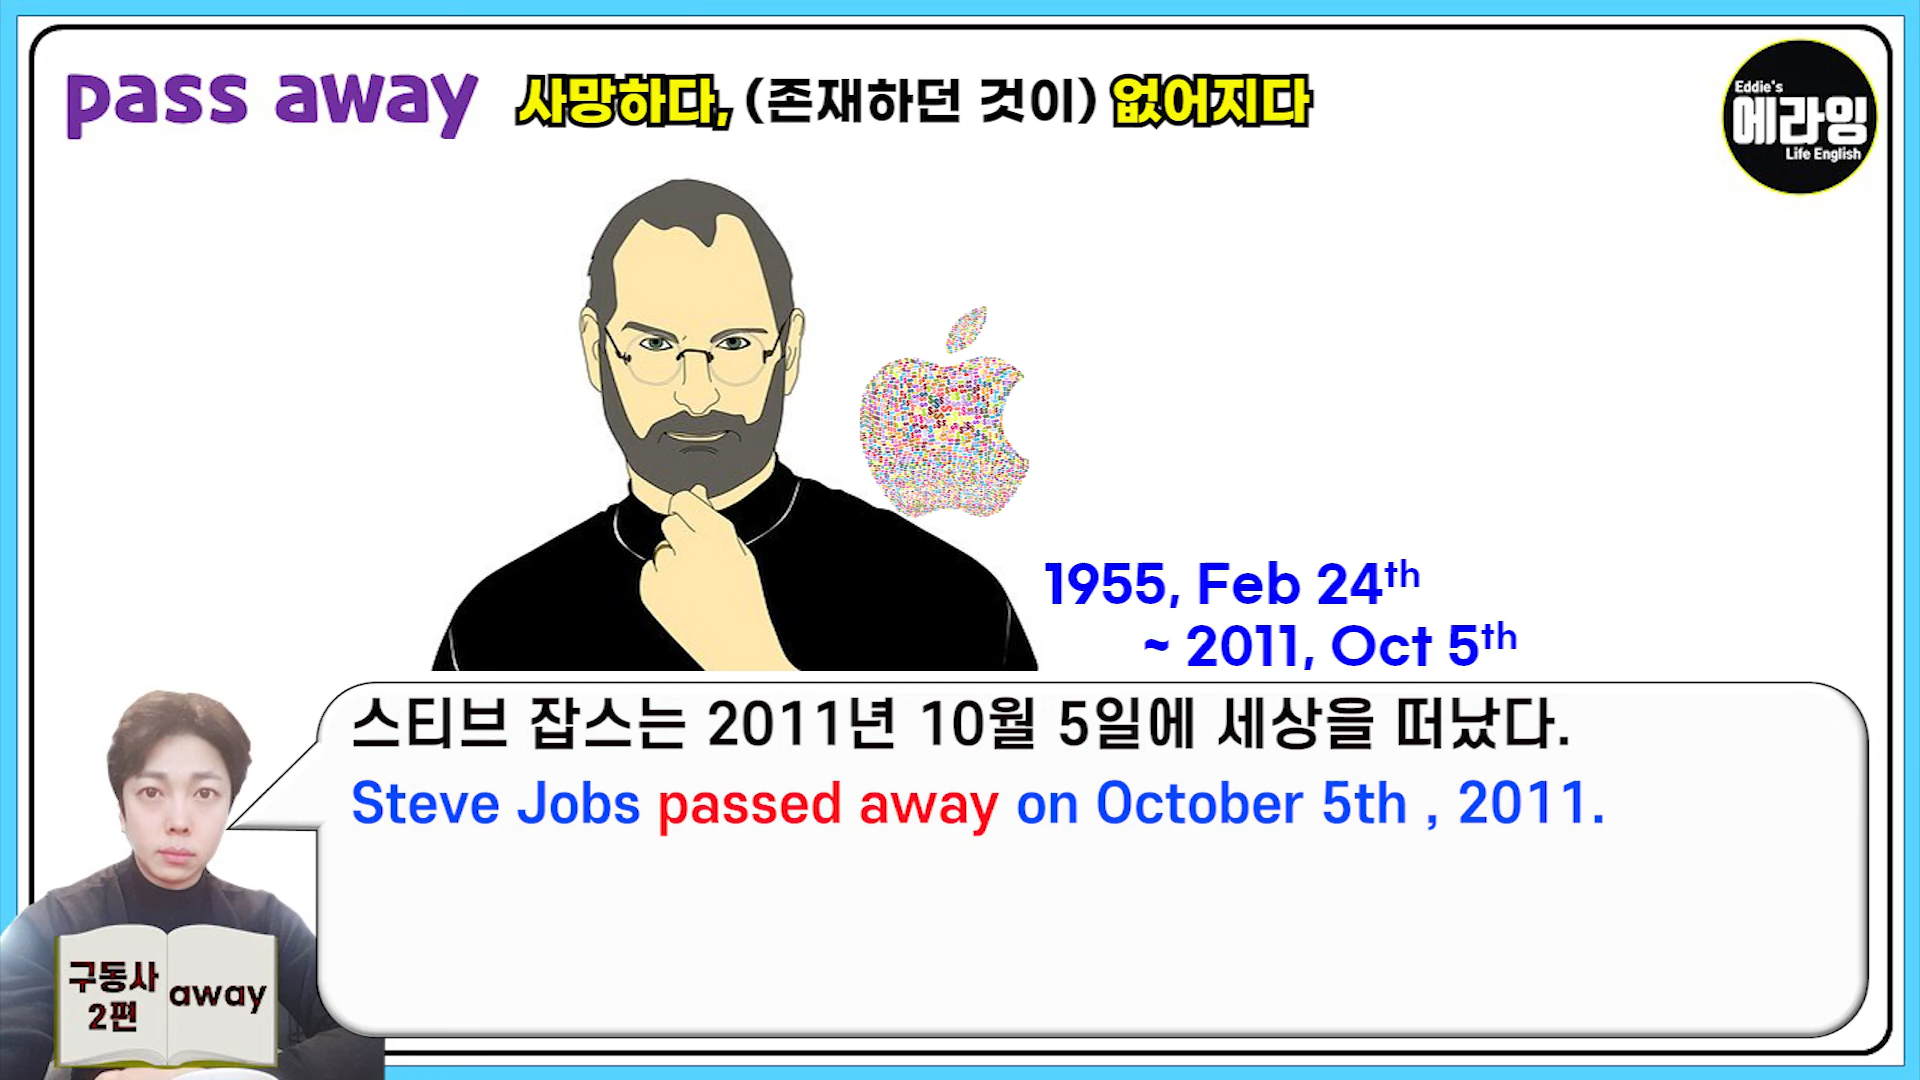 pass away 사망하다, (존재하던 것이) 없어지다
Eddie's
에라잉
Life English
1955, Feb 24th
~ 2011, Oct 5th
스티브 잡스는 2011년 10월 5일에 세상을 떠났다.
Steve Jobs passed away on October 5th , 2011.
구동사
2편
away